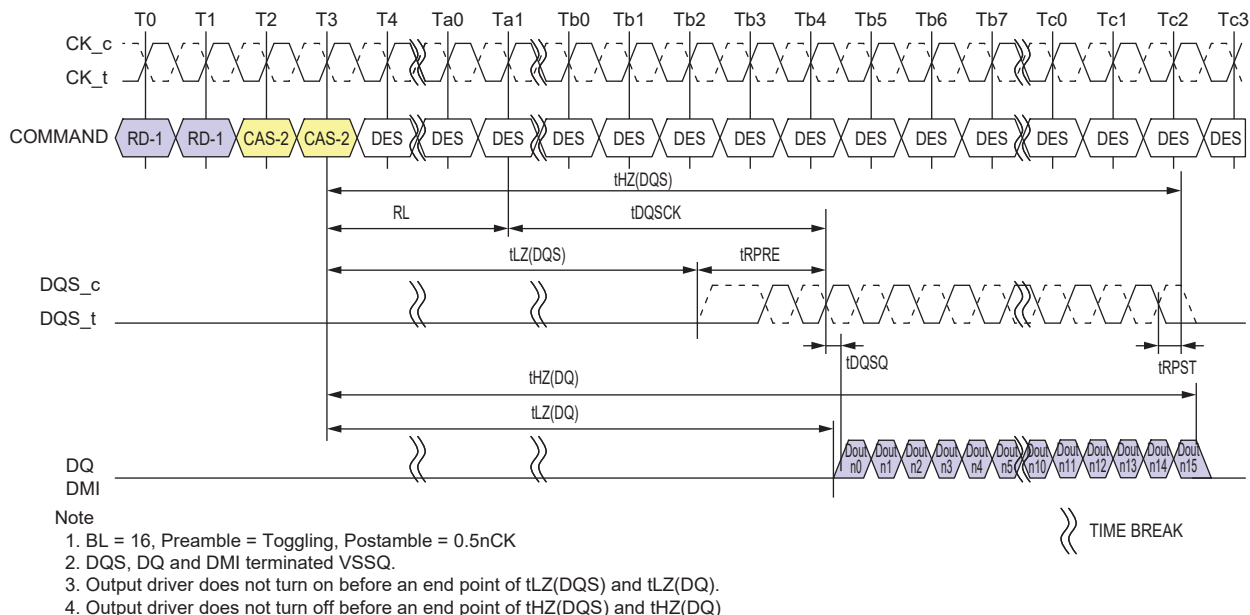 T0 T1 T2 T3 T4 Ta0 Ta1 Tb0 Tb1 Tb2 Tb3 Tb4 Tb5 Tb6 Tb7 Tc0 Tc1 Tc2 Tc3
CK_c
CK_t
COMMAND RD-1 RD-1 CAS-2 CAS-2 DES DES DES DES DES DES DES DES DES DES DES DES DES DES DES
tHZ(DQS)
RL tDQSCK
tLZ(DQS) tRPRE
DQS_c
DQS_t
tDQSQ tRPST
tHZ(DQ)
tLZ(DQ)
DQ
DMI
Dout Dout Dout Dout Dout Dout Dout Dout Dout Dout Dout Dout
n0 n1 n2 n3 n4 n5 n10 n11 n12 n13 n14 n15
TIME BREAK
Note
1. BL = 16, Preamble = Toggling, Postamble = 0.5nCK
2. DQS, DQ and DMI terminated VSSQ.
3. Output driver does not turn on before an end point of tLZ(DQS) and tLZ(DQ).
4. Output driver does not turn off before an end point of tHZ(DQS) and tHZ(DQ)